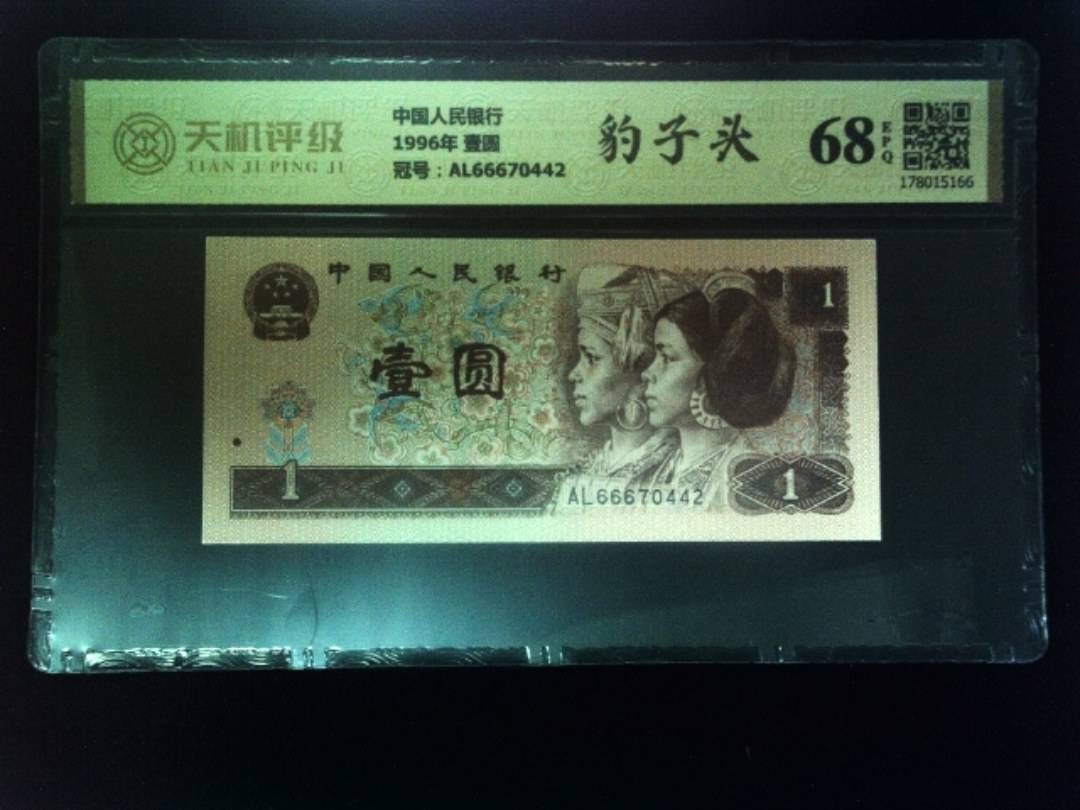 天机评级
TIAN JI PING JI
中国人民银行
1996年 壹圆
冠号：AL66670442
豹子头
68
EPQ
178015166
中国人民银行
1
壹圆
1
AL66670442
1